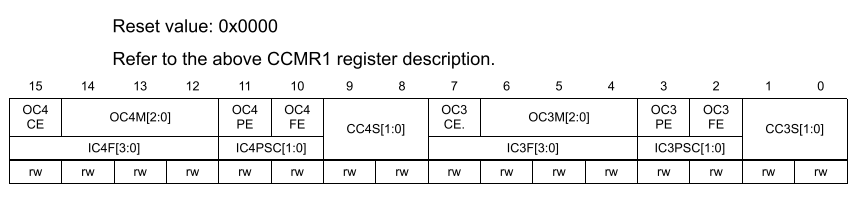 Reset value: 0x0000
Refer to the above CCMR1 register description.
15 14 13 12 11 10 9 8 7 6 5 4 3 2 1 0
OC4 CE OC4M[2:0] OC4 PE OC4 FE CC4S[1:0] OC3 CE. OC3M[2:0] OC3 PE OC3 FE CC3S[1:0]
IC4F[3:0] IC4PSC[1:0] IC3F[3:0] IC3PSC[1:0]
rw rw rw rw rw rw rw rw rw rw rw rw rw rw rw rw